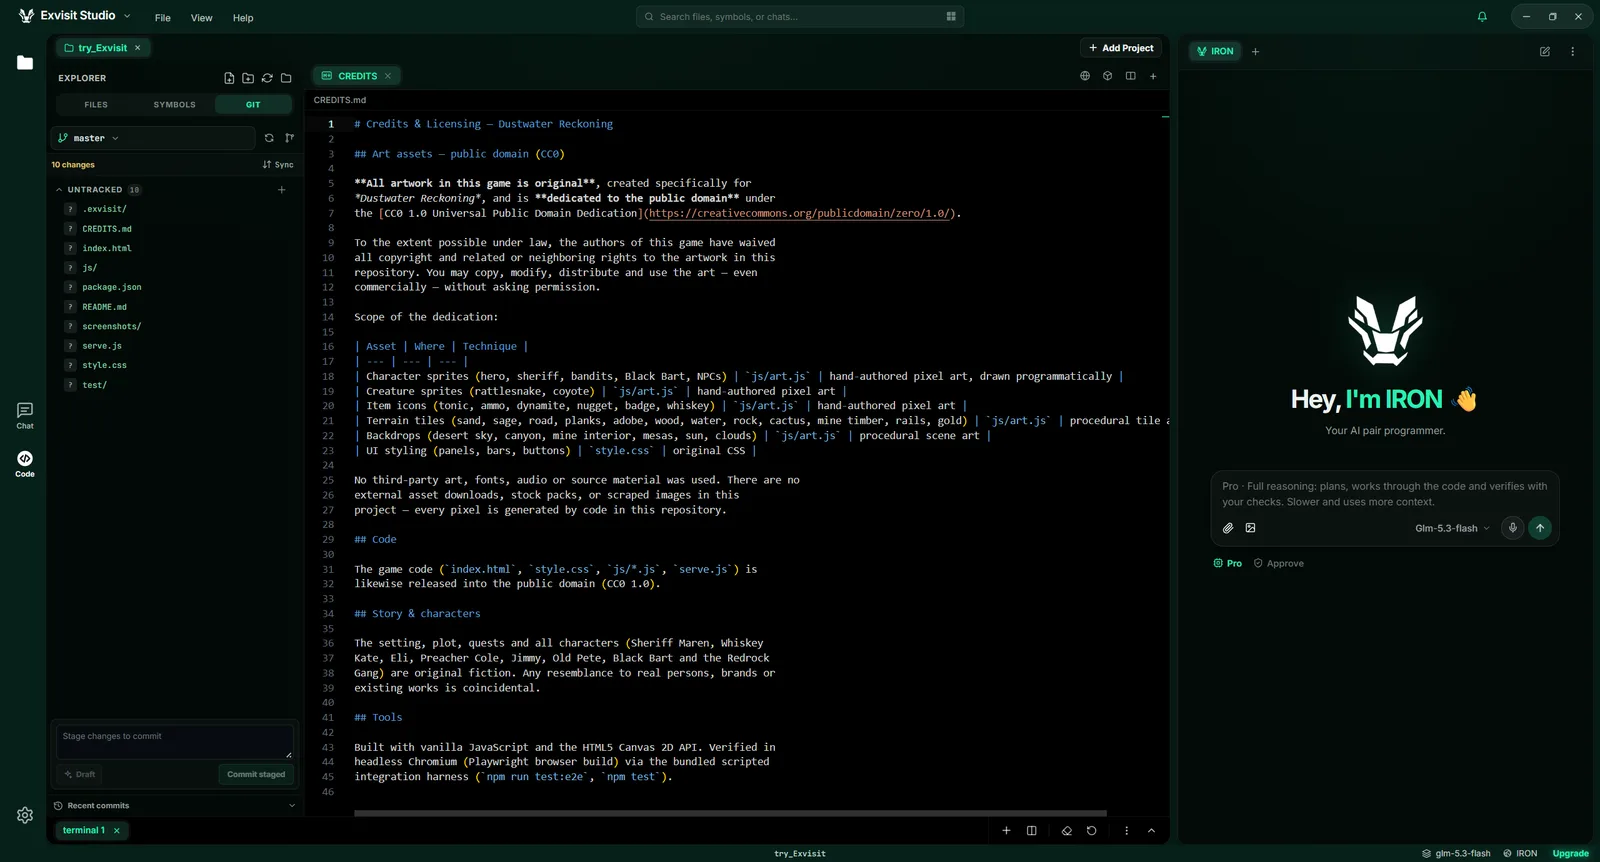 Exvisit Studio
File
View
Help
Search files, symbols, or chats...
try_Exvisit
Add Project
EXPLORER
FILES
SYMBOLS
GIT
master
10 changes
Sync
UNTRACKED 10
? .exvisit/
? CREDITS.md
? index.html
? js/
? package.json
? README.md
? screenshots/
? serve.js
? style.css
? test/
Stage changes to commit
Draft
Commit staged
Recent commits
Chat
Code
CREDITS
CREDITS.md
1 # Credits & Licensing — Dustwater Reckoning
2
3 ## Art assets — public domain (CC0)
4
5 **All artwork in this game is original**, created specifically for
6 *Dustwater Reckoning*, and is **dedicated to the public domain** under
7 the [CC0 1.0 Universal Public Domain Dedication](https://creativecommons.org/publicdomain/zero/1.0/).
8
9 To the extent possible under law, the authors of this game have waived
10 all copyright and related or neighboring rights to the artwork in this
11 repository. You may copy, modify, distribute and use the art — even
12 commercially — without asking permission.
13
14 Scope of the dedication:
15
16 | Asset | Where | Technique |
17 | --- | --- | --- |
18 | Character sprites (hero, sheriff, bandits, Black Bart, NPCs) | `js/art.js` | hand-authored pixel art, drawn programmatically |
19 | Creature sprites (rattlesnake, coyote) | `js/art.js` | hand-authored pixel art |
20 | Item icons (tonic, ammo, dynamite, nugget, badge, whiskey) | `js/art.js` | hand-authored pixel art |
21 | Terrain tiles (sand, sage, road, planks, adobe, wood, water, rock, cactus, mine timber, rails, gold) | `js/art.js` | procedural tile a
22 | Backdrops (desert sky, canyon, mine interior, mesas, sun, clouds) | `js/art.js` | procedural scene art |
23 | UI styling (panels, bars, buttons) | `style.css` | original CSS |
24
25 No third-party art, fonts, audio or source material was used. There are no
26 external asset downloads, stock packs, or scraped images in this
27 project — every pixel is generated by code in this repository.
28
29 ## Code
30
31 The game code (`index.html`, `style.css`, `js/*.js`, `serve.js`) is
32 likewise released into the public domain (CC0 1.0).
33
34 ## Story & characters
35
36 The setting, plot, quests and all characters (Sheriff Maren, Whiskey
37 Kate, Eli, Preacher Cole, Jimmy, Old Pete, Black Bart and the Redrock
38 Gang) are original fiction. Any resemblance to real persons, brands or
39 existing works is coincidental.
40
41 ## Tools
42
43 Built with vanilla JavaScript and the HTML5 Canvas 2D API. Verified in
44 headless Chromium (Playwright browser build) via the bundled scripted
45 integration harness (`npm run test:e2e`, `npm test`).
46
terminal 1
IRON
Hey, I'm IRON 👋
Your AI pair programmer.
Pro · Full reasoning: plans, works through the code and verifies with
your checks. Slower and uses more context.
Glm-5.3-flash
Pro
Approve
try_Exvisit
glm-5.3-flash
IRON
Upgrade